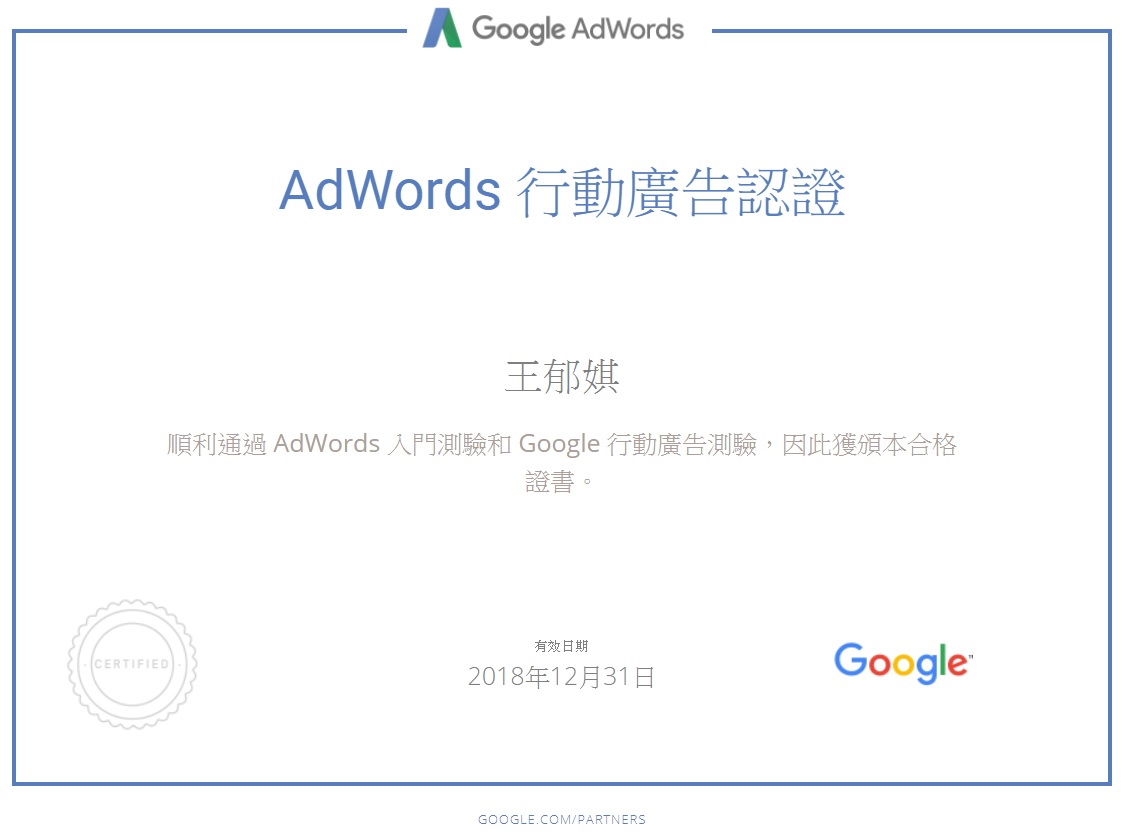 Google AdWords
AdWords 行動廣告認證
王郁娸
順利通過 AdWords 入門測驗和 Google 行動廣告測驗，因此獲頒本合格
證書。
CERTIFIED
有效日期
2018年12月31日
Google™
GOOGLE.COM/PARTNERS